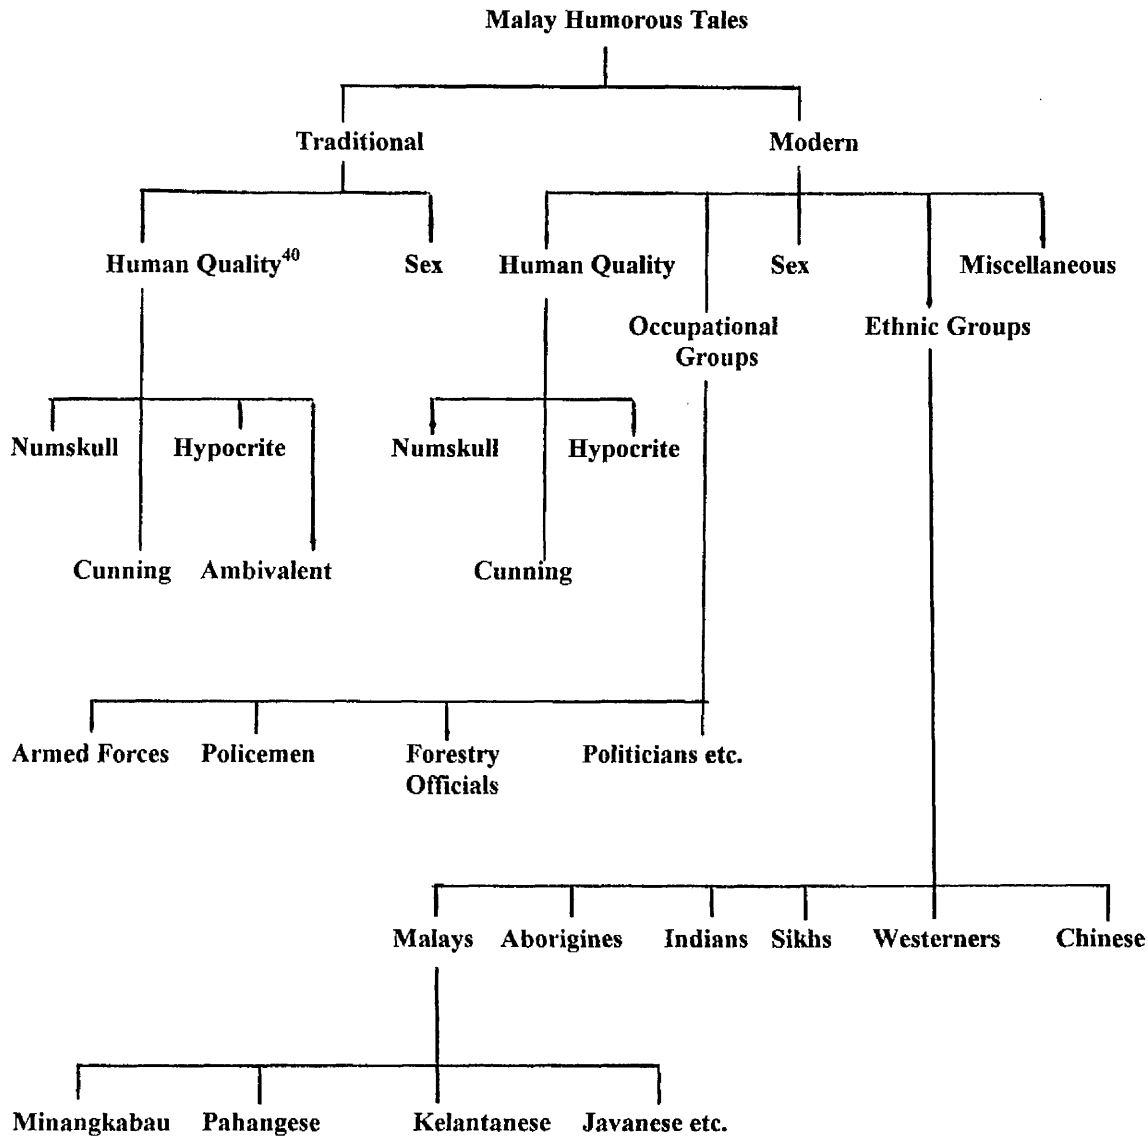 Malay Humorous Tales
Traditional Modern
Human Quality40 Sex Human Quality Sex Miscellaneous
Occupational Groups Ethnic Groups
Numskull Hypocrite Numskull Hypocrite
Cunning Ambivalent Cunning
Armed Forces Policemen Forestry Officials Politicians etc.
Malays Aborigines Indians Sikhs Westerners Chinese
Minangkabau Pahangese Kelantanese Javanese etc.